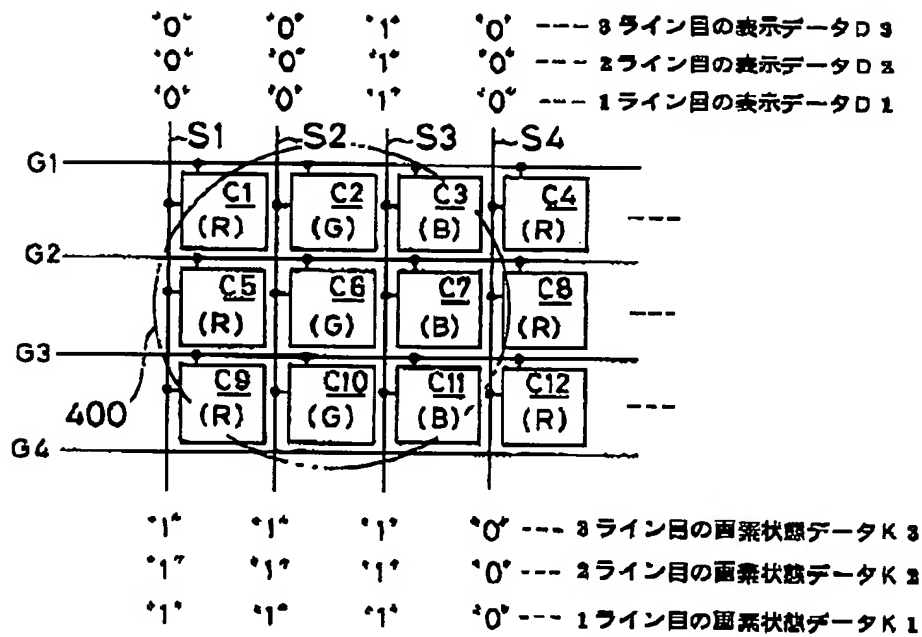 "0" "0" "1" "0" --- 3ライン目の表示データD3
"0" "0" "1" "0" --- 2ライン目の表示データD2
"0" "0" "1" "0" --- 1ライン目の表示データD1
S1 S2 S3 S4
G1
C1 C2 C3 C4
(R) (G) (B) (R) ---
G2
C5 C6 C7 C8
(R) (G) (B) (R) ---
G3
C9 C10 C11 C12
400 (R) (G) (B) (R) ---
G4
"1" "1" "1" "0" --- 3ライン目の画素状態データK3
"1" "1" "1" "0" --- 2ライン目の画素状態データK2
"1" "1" "1" "0" --- 1ライン目の画素状態データK1